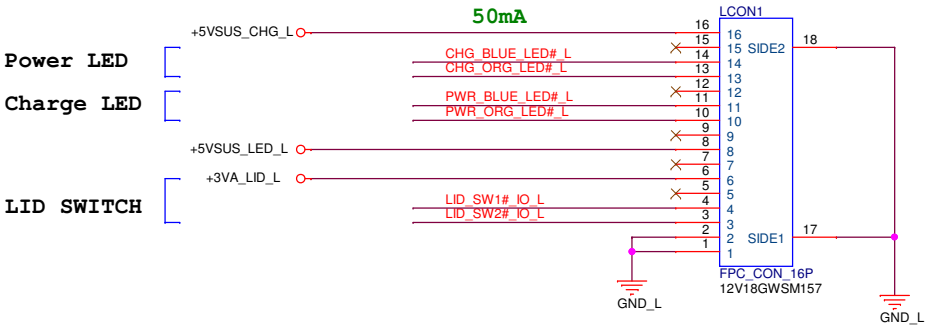 50mA
LCON1
+5VSUS_CHG_L 16 16
15 15 SIDE2 18
Power LED CHG_BLUE_LED#_L 14 14
CHG_ORG_LED#_L 13 13
12 12
Charge LED PWR_BLUE_LED#_L 11 11
PWR_ORG_LED#_L 10 10
9 9
+5VSUS_LED_L 8 8
7 7
+3VA_LID_L 6 6
5 5
LID SWITCH LID_SW1#_IO_L 4 4
LID_SW2#_IO_L 3 3
2 2 SIDE1 17
1 1
FPC_CON_16P
12V18GWSM157
GND_L
GND_L